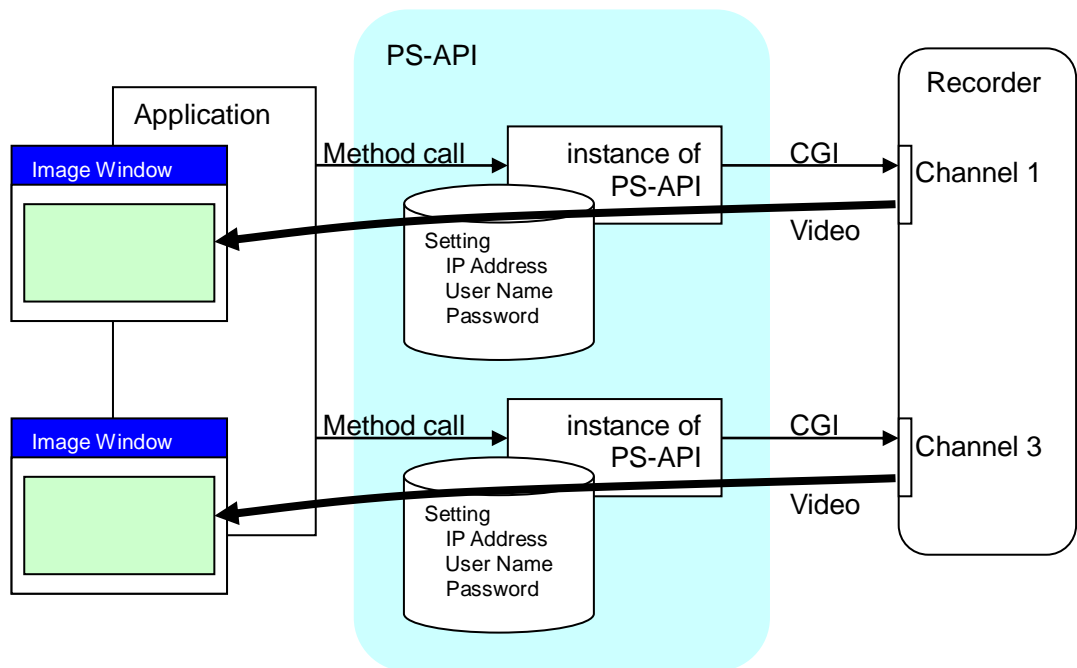 PS-API
Recorder
Application
Image Window
Method call
instance of
PS-API
CGI
Channel 1
Video
Setting
IP Address
User Name
Password
Image Window
Method call
instance of
PS-API
CGI
Channel 3
Video
Setting
IP Address
User Name
Password